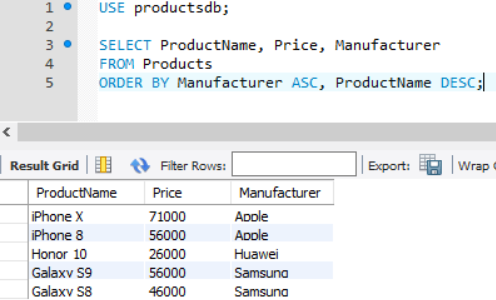 1 USE productsdb;
2
3 SELECT ProductName, Price, Manufacturer
4 FROM Products
5 ORDER BY Manufacturer ASC, ProductName DESC;
Result Grid Filter Rows: Export: Wrap
ProductName Price Manufacturer
iPhone X 71000 Apple
iPhone 8 56000 Apple
Honor 10 26000 Huawei
Galaxy S9 56000 Samsung
Galaxy S8 46000 Samsung